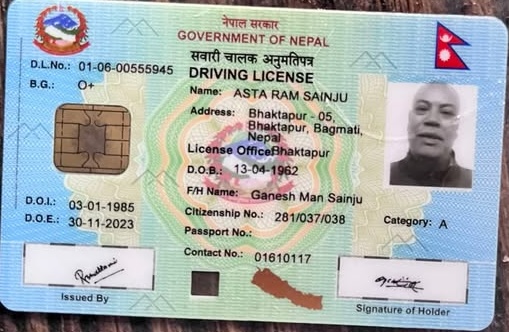 नेपाल सरकार
GOVERNMENT OF NEPAL
सवारी चालक अनुमतिपत्र
DRIVING LICENSE
D.L.No.: 01-06-00555945
B.G.: O+
Name: ASTA RAM SAINJU
Address: Bhaktapur - 05,
Bhaktapur, Bagmati,
Nepal
License Office: Bhaktapur
D.O.B.: 13-04-1962
F/H Name: Ganesh Man Sainju
D.O.I.: 03-01-1985
D.O.E.: 30-11-2023
Citizenship No.: 281/037/038
Category: A
Passport No.:
Contact No.: 01610117
Issued By
Signature of Holder